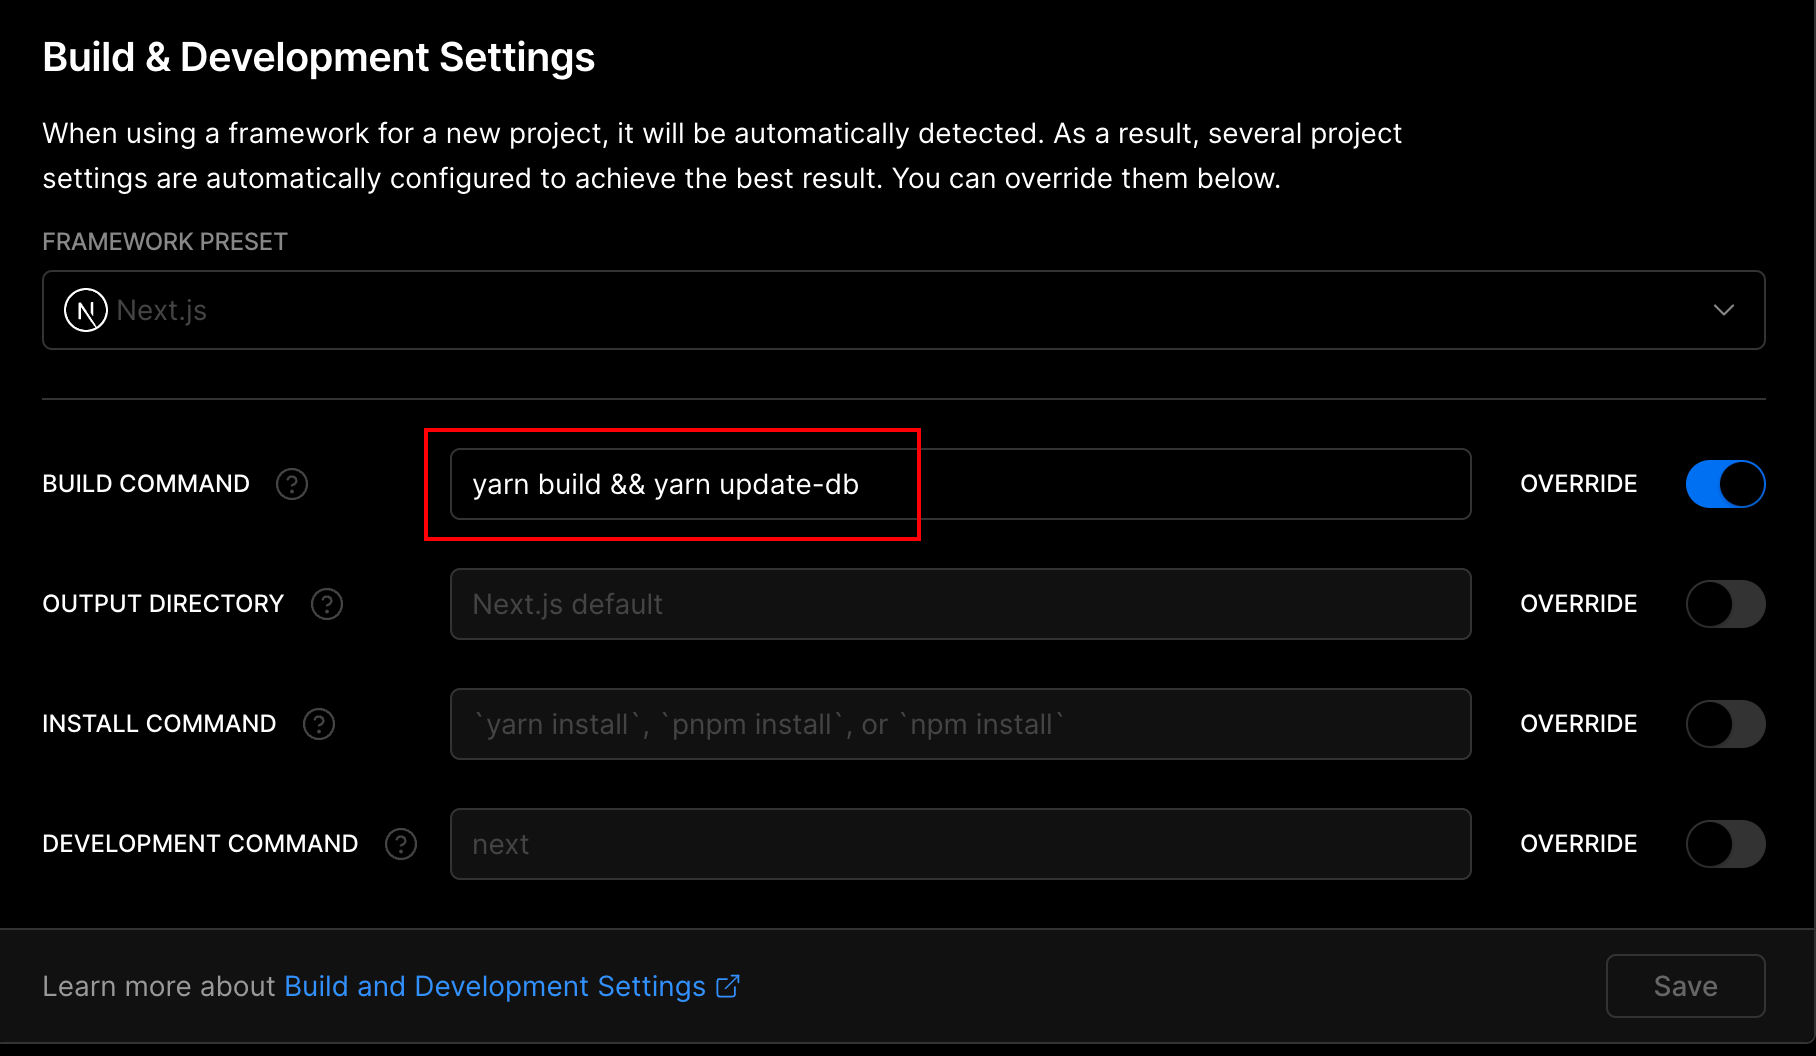 Build & Development Settings
When using a framework for a new project, it will be automatically detected. As a result, several project
settings are automatically configured to achieve the best result. You can override them below.
FRAMEWORK PRESET
N Next.js
BUILD COMMAND ? yarn build && yarn update-db OVERRIDE
OUTPUT DIRECTORY ? Next.js default OVERRIDE
INSTALL COMMAND ? `yarn install`, `pnpm install`, or `npm install` OVERRIDE
DEVELOPMENT COMMAND ? next OVERRIDE
Learn more about Build and Development Settings Save